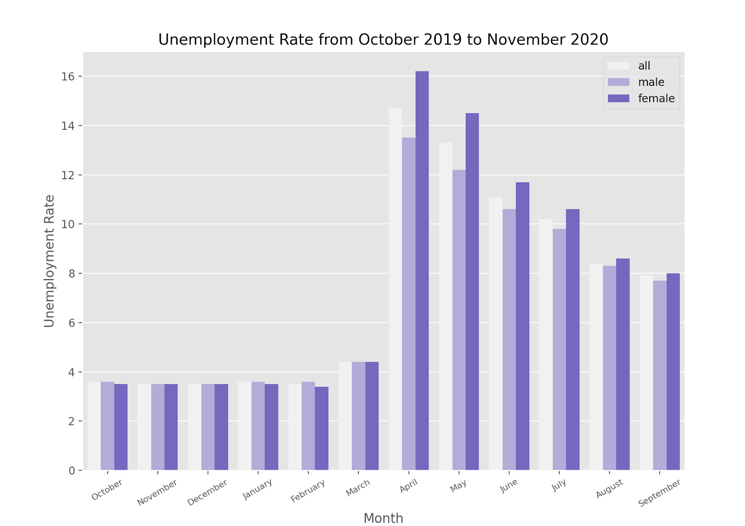 Unemployment Rate from October 2019 to November 2020
all
male
female
Unemployment Rate
16
14
12
10
8
6
4
2
0
October
November
December
January
February
March
April
May
June
July
August
September
Month